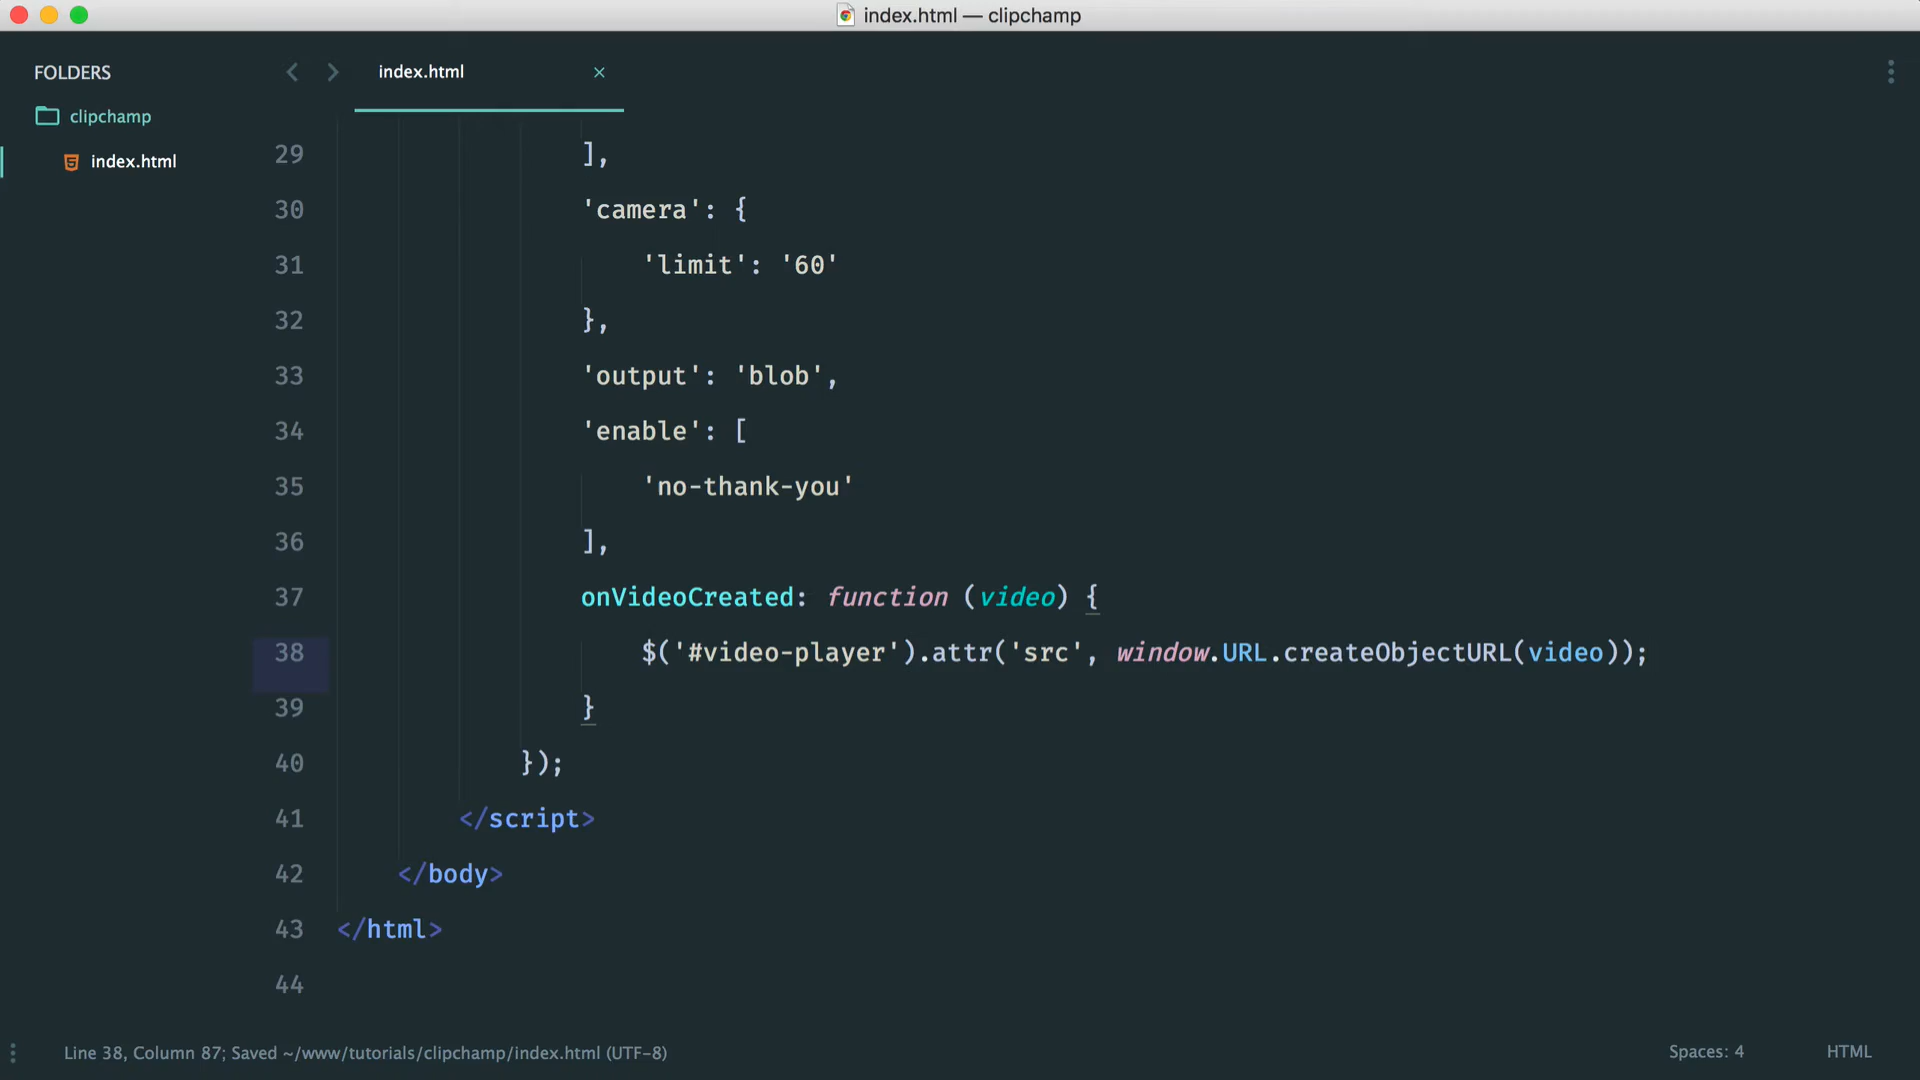 index.html — clipchamp
FOLDERS
clipchamp
index.html
index.html ×
29 ],
30 'camera': {
31 'limit': '60'
32 },
33 'output': 'blob',
34 'enable': [
35 'no-thank-you'
36 ],
37 onVideoCreated: function (video) {
38 $('#video-player').attr('src', window.URL.createObjectURL(video));
39 }
40 });
41 </script>
42 </body>
43 </html>
44
Line 38, Column 87; Saved ~/www/tutorials/clipchamp/index.html (UTF-8)
Spaces: 4
HTML